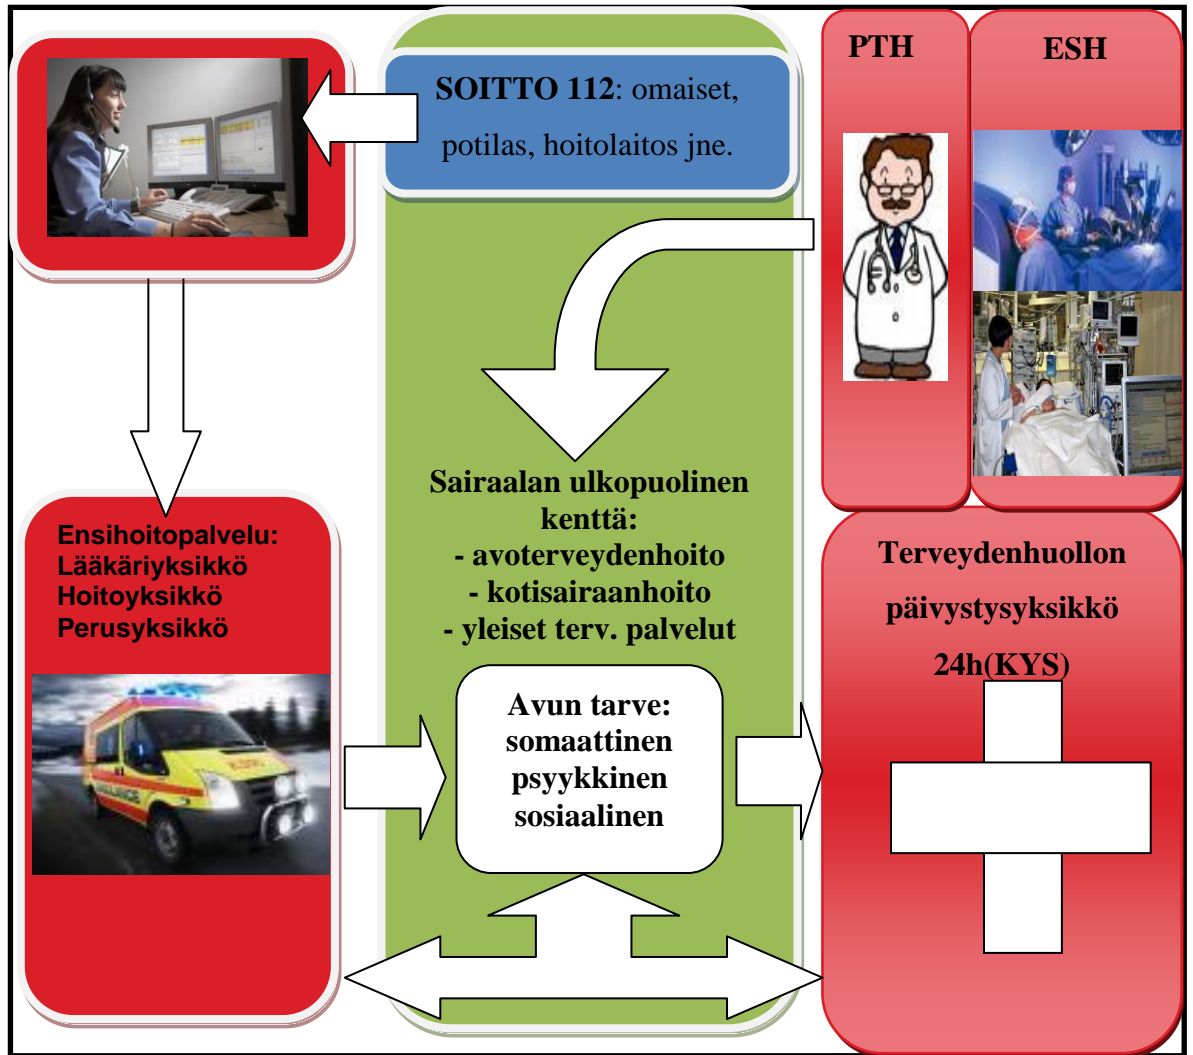 SOITTO 112: omaiset,
potilas, hoitolaitos jne.
PTH
ESH
Sairaalan ulkopuolinen
kenttä:
- avoterveydenhoito
- kotisairaanhoito
- yleiset terv. palvelut
Ensihoitopalvelu:
Lääkäriyksikkö
Hoitoyksikkö
Perusyksikkö
Avun tarve:
somaattinen
psyykkinen
sosiaalinen
Terveydenhuollon
päivystysyksikkö
24h(KYS)